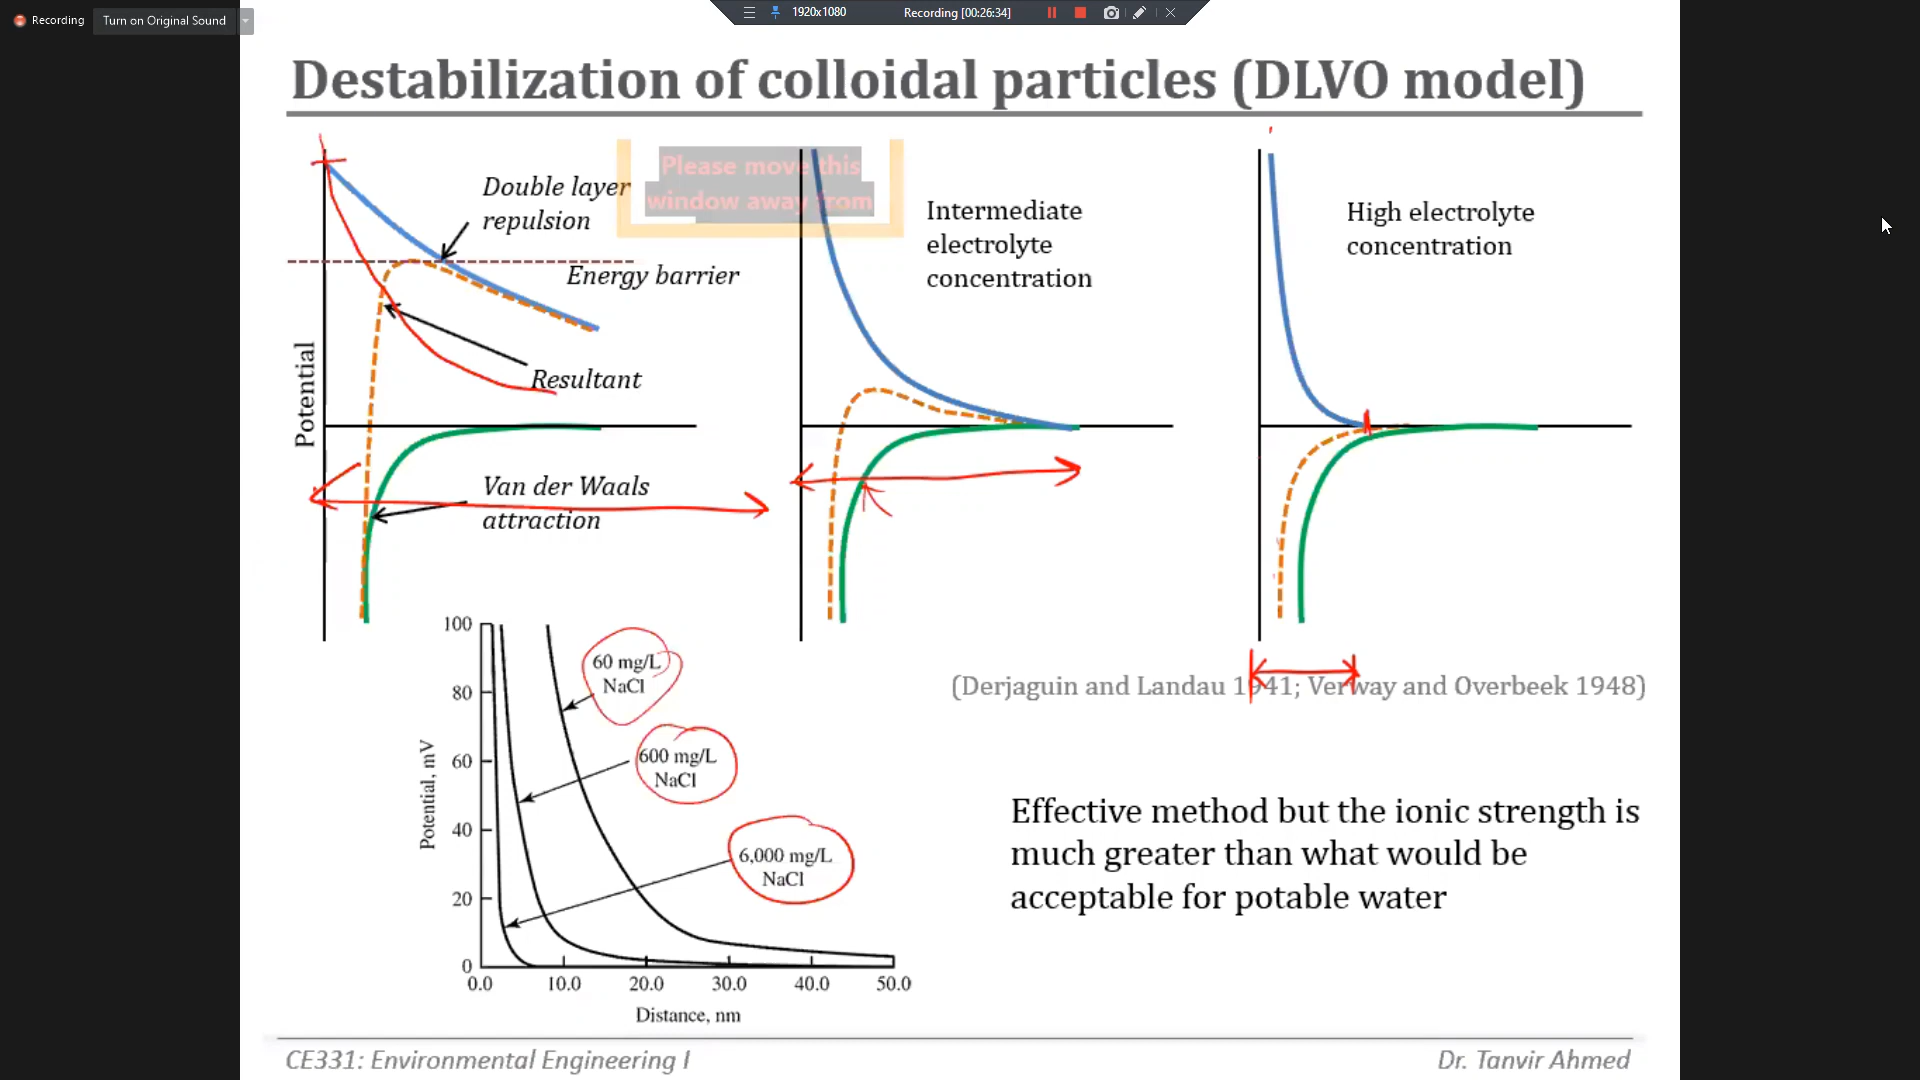 Recording
Turn on Original Sound
1920x1080
Recording [00:26:34]
Destabilization of colloidal particles (DLVO model)
Please move this
window away from
Double layer
repulsion
Energy barrier
Resultant
Potential
Van der Waals
attraction
Intermediate
electrolyte
concentration
High electrolyte
concentration
(Derjaguin and Landau 1941; Verway and Overbeek 1948)
100
80
60
40
20
0
Potential, mV
60 mg/L
NaCl
600 mg/L
NaCl
6,000 mg/L
NaCl
0.0 10.0 20.0 30.0 40.0 50.0
Distance, nm
Effective method but the ionic strength is
much greater than what would be
acceptable for potable water
CE331: Environmental Engineering I
Dr. Tanvir Ahmed